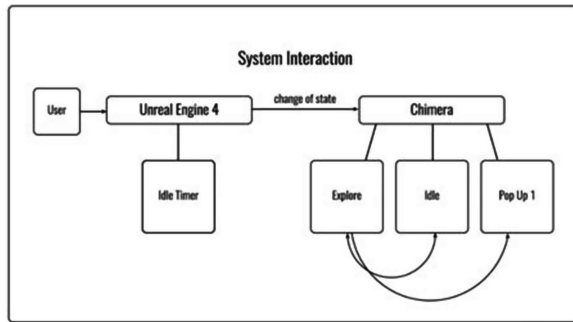 System Interaction
User
Unreal Engine 4
change of state
Chimera
Idle Timer
Explore
Idle
Pop Up 1